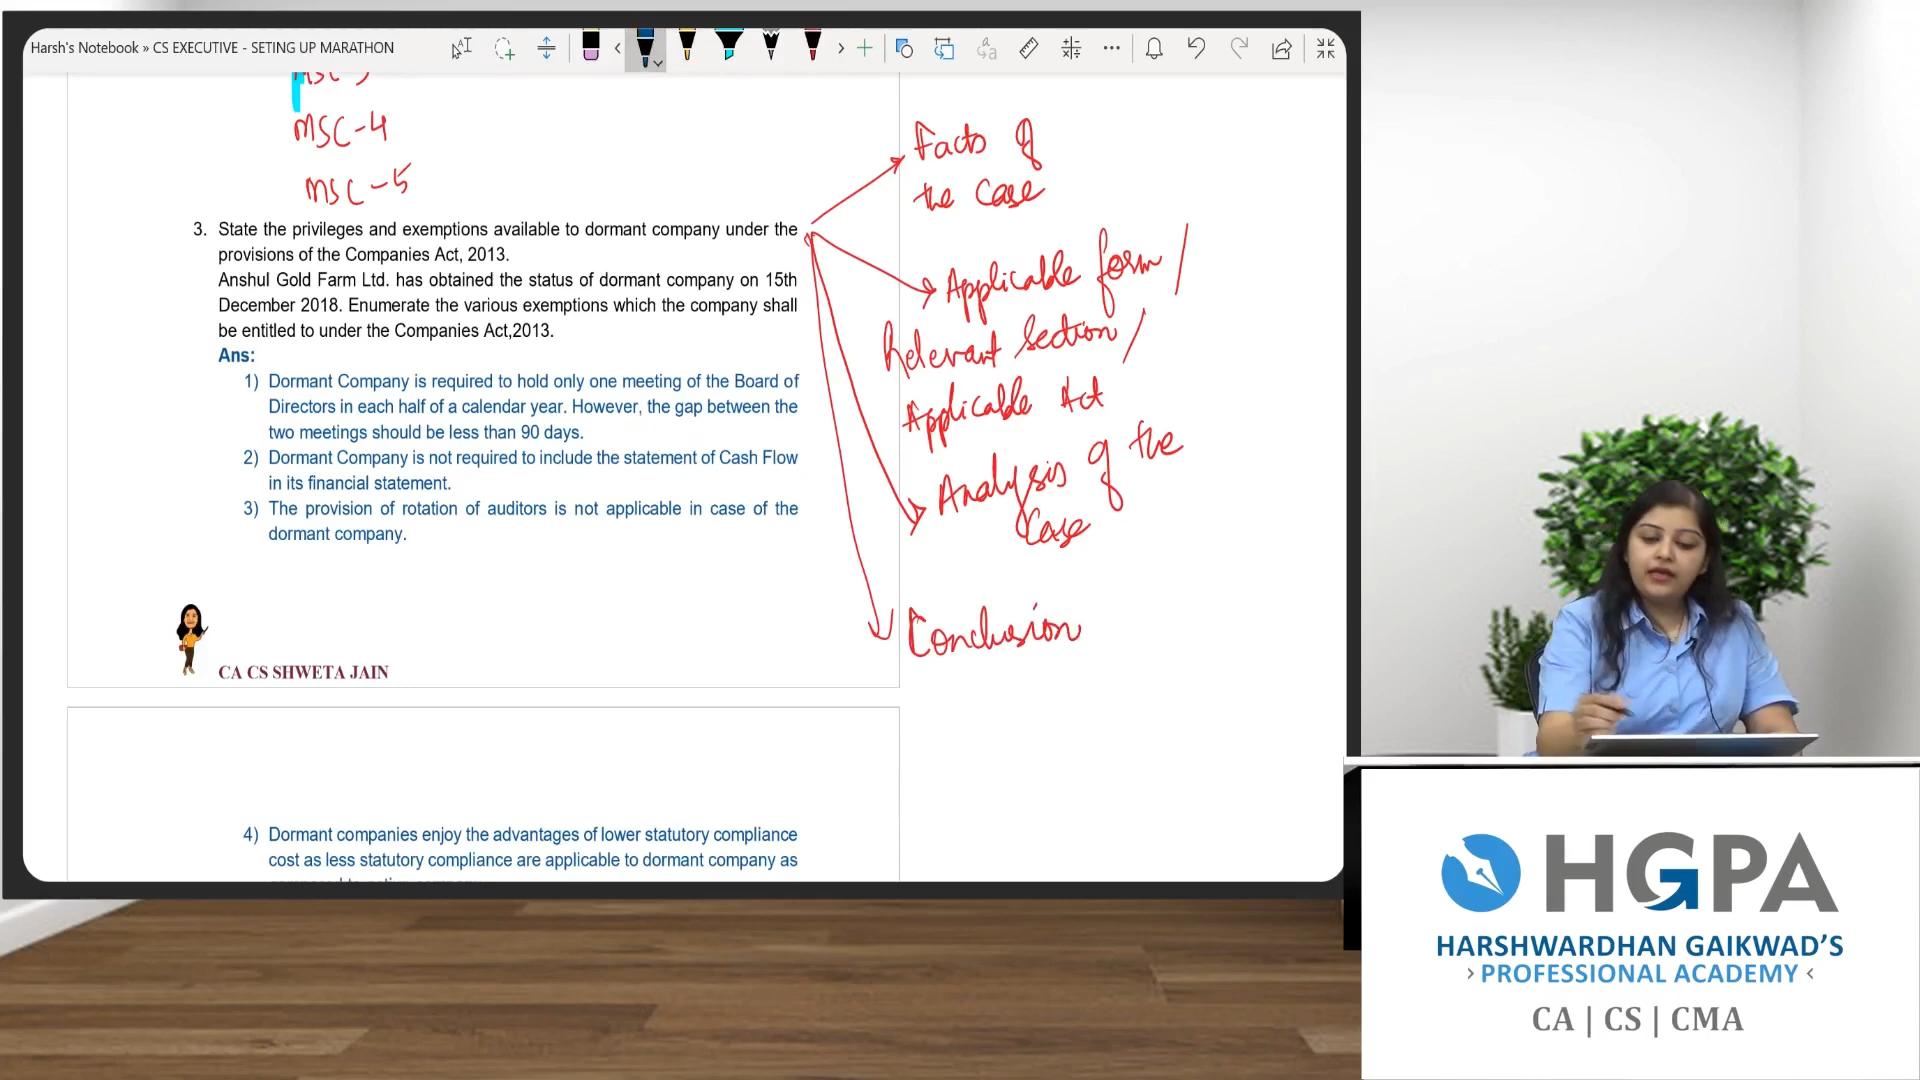 Harsh's Notebook » CS EXECUTIVE - SETING UP MARATHON
MSC-4
MSC-5
3. State the privileges and exemptions available to dormant company under the
provisions of the Companies Act, 2013.
Anshul Gold Farm Ltd. has obtained the status of dormant company on 15th
December 2018. Enumerate the various exemptions which the company shall
be entitled to under the Companies Act,2013.
Ans:
1) Dormant Company is required to hold only one meeting of the Board of
Directors in each half of a calendar year. However, the gap between the
two meetings should be less than 90 days.
2) Dormant Company is not required to include the statement of Cash Flow
in its financial statement.
3) The provision of rotation of auditors is not applicable in case of the
dormant company.
CA CS SHWETA JAIN
4) Dormant companies enjoy the advantages of lower statutory compliance
cost as less statutory compliance are applicable to dormant company as
Facts of
the Case
Applicable form /
Relevant Section /
Applicable Act
Analysis of the
Case
Conclusion
HGPA
HARSHWARDHAN GAIKWAD'S
› PROFESSIONAL ACADEMY ‹
CA | CS | CMA